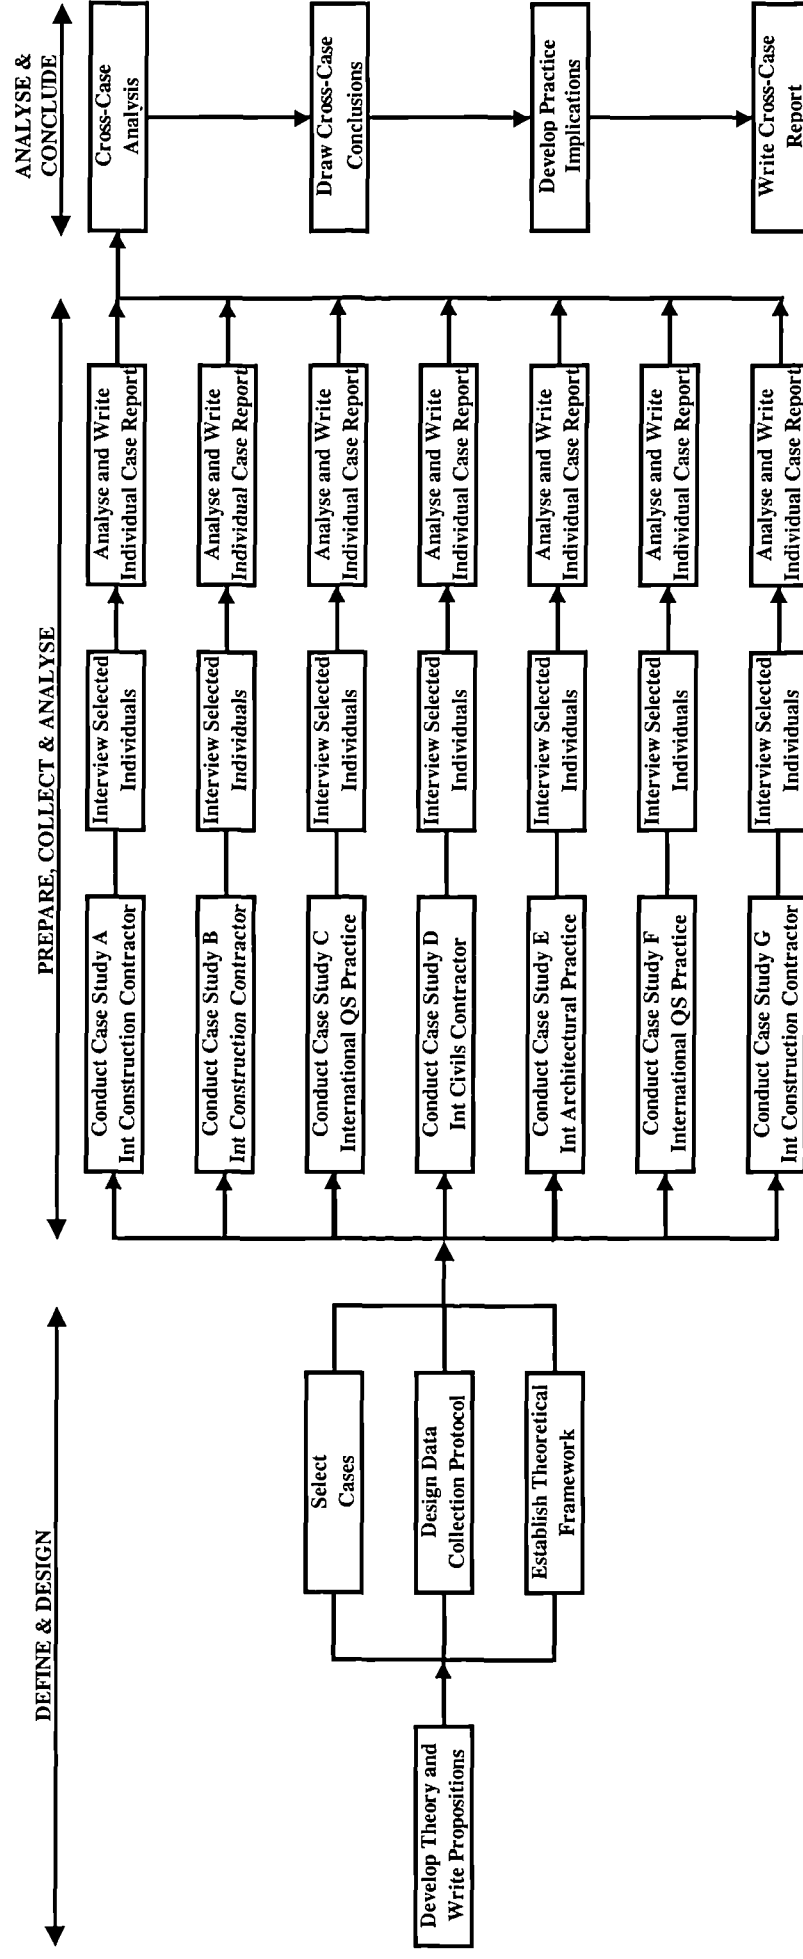 DEFINE & DESIGN
PREPARE, COLLECT & ANALYSE
ANALYSE &
CONCLUDE
Develop Theory and
Write Propositions
Select
Cases
Design Data
Collection Protocol
Establish Theoretical
Framework
Conduct Case Study A
Int Construction Contractor
Interview Selected
Individuals
Analyse and Write
Individual Case Report
Conduct Case Study B
Int Construction Contractor
Interview Selected
Individuals
Analyse and Write
Individual Case Report
Conduct Case Study C
International QS Practice
Interview Selected
Individuals
Analyse and Write
Individual Case Report
Conduct Case Study D
Int Civils Contractor
Interview Selected
Individuals
Analyse and Write
Individual Case Report
Conduct Case Study E
Int Architectural Practice
Interview Selected
Individuals
Analyse and Write
Individual Case Report
Conduct Case Study F
International QS Practice
Interview Selected
Individuals
Analyse and Write
Individual Case Report
Conduct Case Study G
Int Construction Contractor
Interview Selected
Individuals
Analyse and Write
Individual Case Report
Cross-Case
Analysis
Draw Cross-Case
Conclusions
Develop Practice
Implications
Write Cross-Case
Report